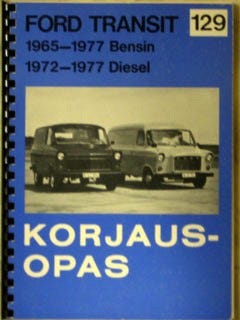 FORD TRANSIT 129
1965—1977 Bensin
1972—1977 Diesel
KORJAUS-
OPAS